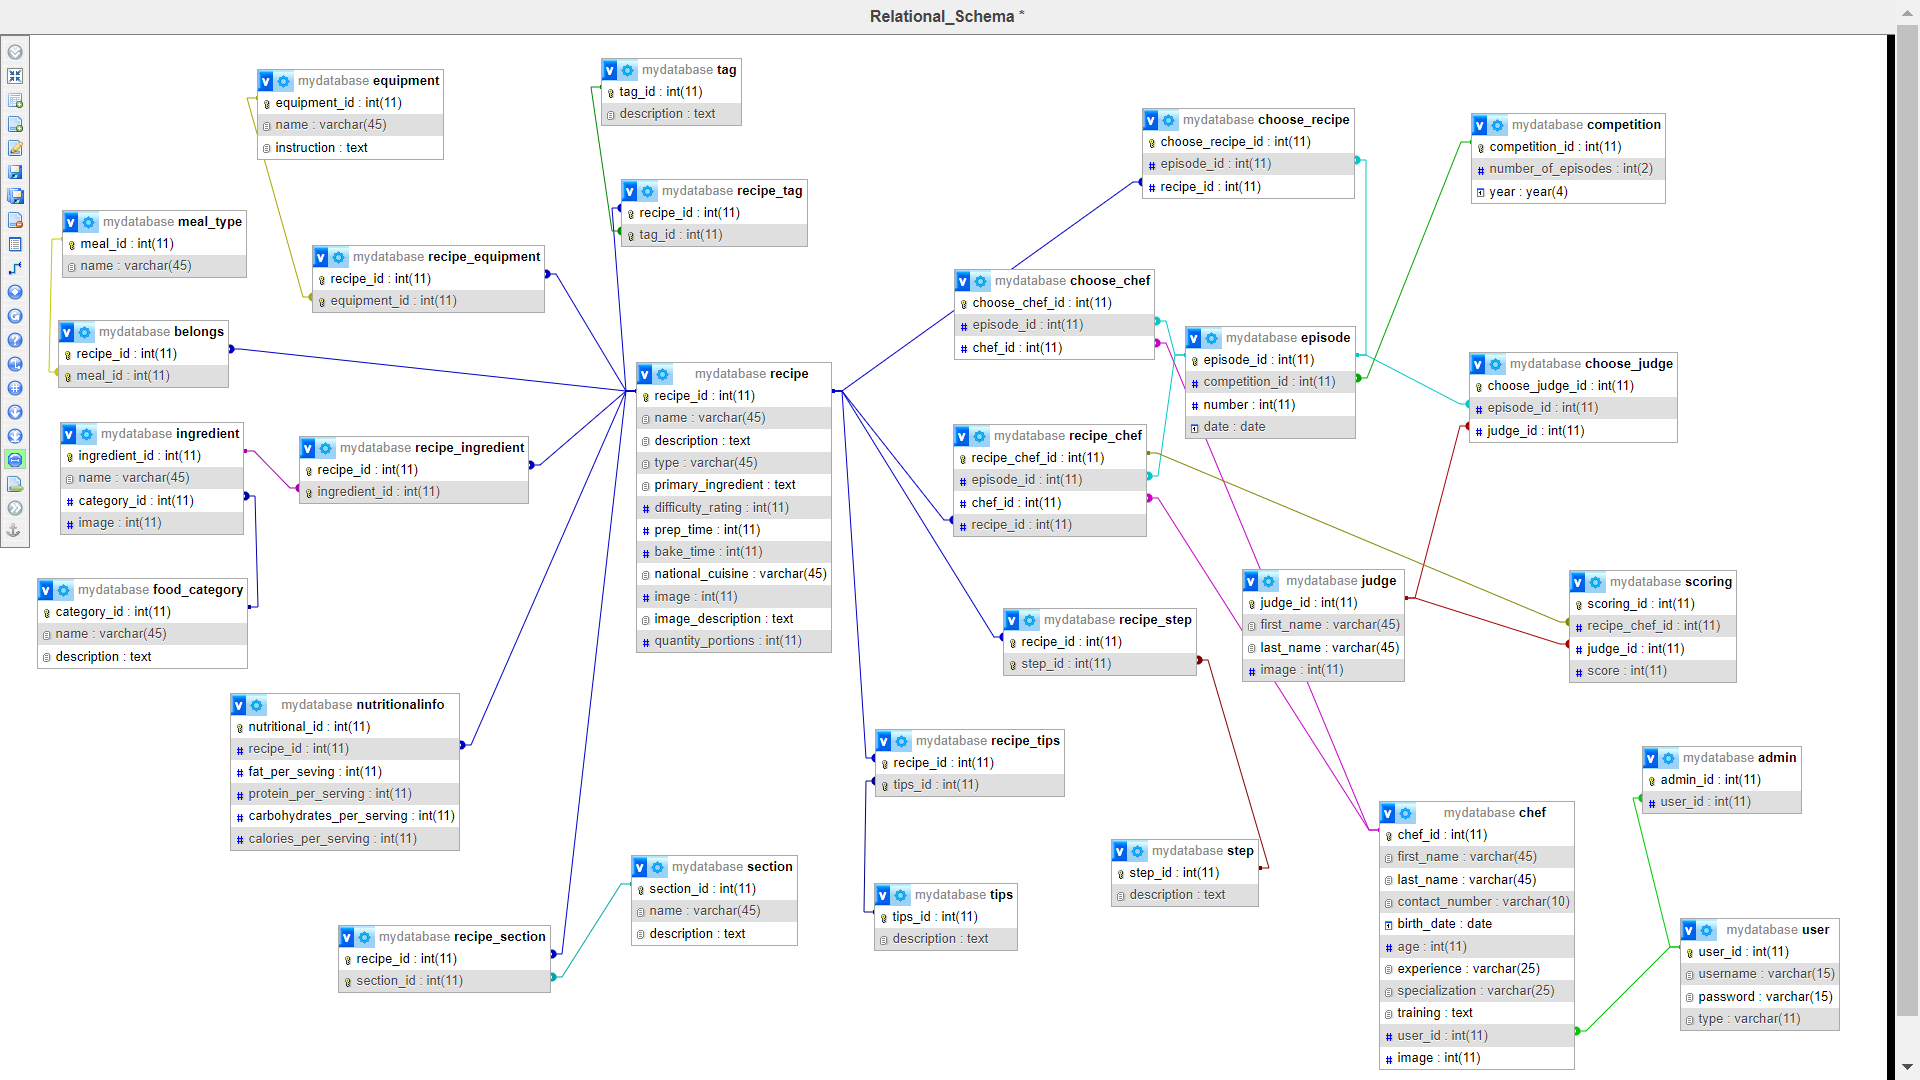 Relational_Schema *
mydatabase equipment
equipment_id : int(11)
name : varchar(45)
instruction : text
mydatabase tag
tag_id : int(11)
description : text
mydatabase choose_recipe
choose_recipe_id : int(11)
episode_id : int(11)
recipe_id : int(11)
mydatabase competition
competition_id : int(11)
number_of_episodes : int(2)
year : year(4)
mydatabase recipe_tag
recipe_id : int(11)
tag_id : int(11)
mydatabase meal_type
meal_id : int(11)
name : varchar(45)
mydatabase recipe_equipment
recipe_id : int(11)
equipment_id : int(11)
mydatabase choose_chef
choose_chef_id : int(11)
episode_id : int(11)
chef_id : int(11)
mydatabase belongs
recipe_id : int(11)
meal_id : int(11)
mydatabase episode
episode_id : int(11)
competition_id : int(11)
number : int(11)
date : date
mydatabase choose_judge
choose_judge_id : int(11)
episode_id : int(11)
judge_id : int(11)
mydatabase recipe
recipe_id : int(11)
name : varchar(45)
description : text
type : varchar(45)
primary_ingredient : text
difficulty_rating : int(11)
prep_time : int(11)
bake_time : int(11)
national_cuisine : varchar(45)
image : int(11)
image_description : text
quantity_portions : int(11)
mydatabase ingredient
ingredient_id : int(11)
name : varchar(45)
category_id : int(11)
image : int(11)
mydatabase recipe_ingredient
recipe_id : int(11)
ingredient_id : int(11)
mydatabase recipe_chef
recipe_chef_id : int(11)
episode_id : int(11)
chef_id : int(11)
recipe_id : int(11)
mydatabase food_category
category_id : int(11)
name : varchar(45)
description : text
mydatabase judge
judge_id : int(11)
first_name : varchar(45)
last_name : varchar(45)
image : int(11)
mydatabase scoring
scoring_id : int(11)
recipe_chef_id : int(11)
judge_id : int(11)
score : int(11)
mydatabase recipe_step
recipe_id : int(11)
step_id : int(11)
mydatabase nutritionalinfo
nutritional_id : int(11)
recipe_id : int(11)
fat_per_seving : int(11)
protein_per_serving : int(11)
carbohydrates_per_serving : int(11)
calories_per_serving : int(11)
mydatabase recipe_tips
recipe_id : int(11)
tips_id : int(11)
mydatabase admin
admin_id : int(11)
user_id : int(11)
mydatabase chef
chef_id : int(11)
first_name : varchar(45)
last_name : varchar(45)
contact_number : varchar(10)
birth_date : date
age : int(11)
experience : varchar(25)
specialization : varchar(25)
training : text
user_id : int(11)
image : int(11)
mydatabase step
step_id : int(11)
description : text
mydatabase section
section_id : int(11)
name : varchar(45)
description : text
mydatabase tips
tips_id : int(11)
description : text
mydatabase recipe_section
recipe_id : int(11)
section_id : int(11)
mydatabase user
user_id : int(11)
username : varchar(15)
password : varchar(15)
type : varchar(11)